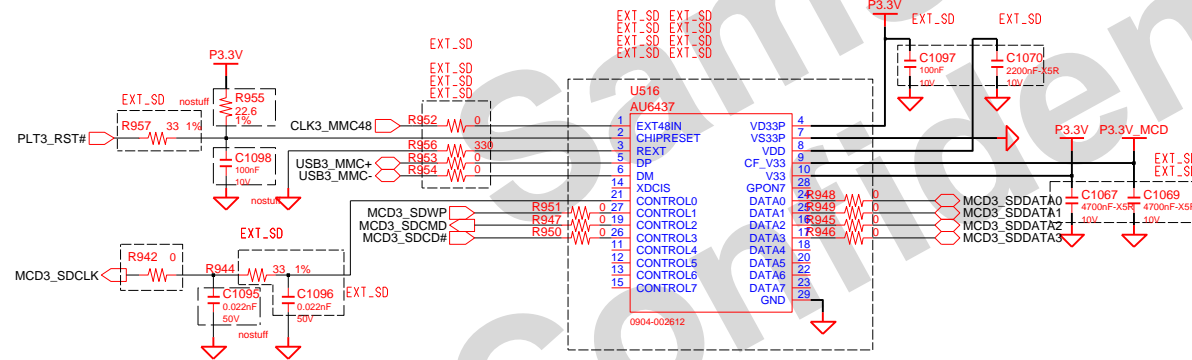 Samsung
Confidential
P3.3V
EXT_SD
EXT_SD
C1097
100nF
10V
C1070
2200nF-X5R
10V
EXT_SD EXT_SD
EXT_SD EXT_SD
EXT_SD EXT_SD
EXT_SD EXT_SD
EXT_SD
EXT_SD
EXT_SD
EXT_SD
P3.3V
EXT_SD
nostuff
R955
22.6
1%
R957 33 1%
PLT3_RST#
C1098
100nF
10V
nostuff
CLK3_MMC48
R952 0
R956 330
USB3_MMC+
R953 0
USB3_MMC-
R954 0
U516
AU6437
1 EXT48IN
2 CHIPRESET
3 REXT
5 DP
6 DM
14 XDCIS
21 CONTROL0
27 CONTROL1
19 CONTROL2
26 CONTROL3
11 CONTROL4
12 CONTROL5
13 CONTROL6
15 CONTROL7
VD33P 4
VS33P 7
VDD 8
CF_V33 9
V33 10
GPON7 28
DATA0 24
DATA1 25
DATA2 16
DATA3 17
DATA4 18
DATA5 20
DATA6 22
DATA7 23
GND 29
0904-002612
MCD3_SDWP
R951 0
MCD3_SDCMD
R947 0
MCD3_SDCD#
R950 0
R948 0
MCD3_SDDATA0
R949 0
MCD3_SDDATA1
R945 0
MCD3_SDDATA2
R946 0
MCD3_SDDATA3
P3.3V
P3.3V_MCD
EXT_SD
EXT_SD
C1067
4700nF-X5R
10V
C1069
4700nF-X5R
10V
EXT_SD
MCD3_SDCLK
R942 0
R944 33 1%
C1095
0.022nF
50V
nostuff
C1096
0.022nF
50V
EXT_SD